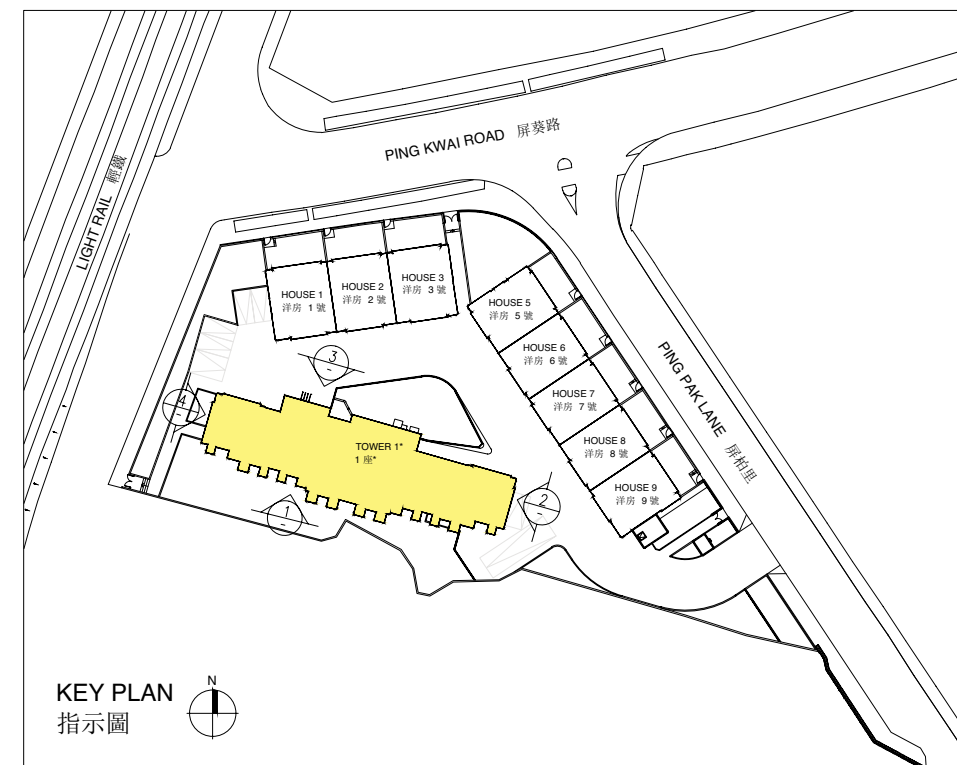 PING KWAI ROAD 屏葵路
LIGHT RAIL 輕鐵
HOUSE 1
洋房 1 號
HOUSE 2
洋房 2 號
HOUSE 3
洋房 3 號
HOUSE 5
洋房 5 號
HOUSE 6
洋房 6 號
HOUSE 7
洋房 7 號
HOUSE 8
洋房 8 號
HOUSE 9
洋房 9 號
PING PAK LANE 屏柏里
3
-
4
-
TOWER 1*
1 座*
1
-
2
-
KEY PLAN
指示圖
N